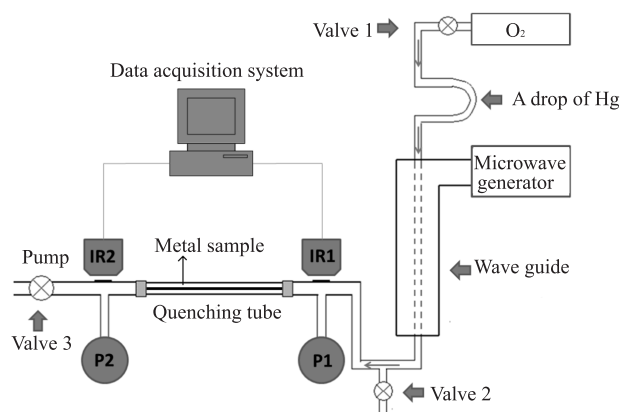 Valve 1
O₂
Data acquisition system
A drop of Hg
Microwave
generator
IR2
IR1
Metal sample
Pump
Wave guide
Quenching tube
Valve 3
P2
P1
Valve 2